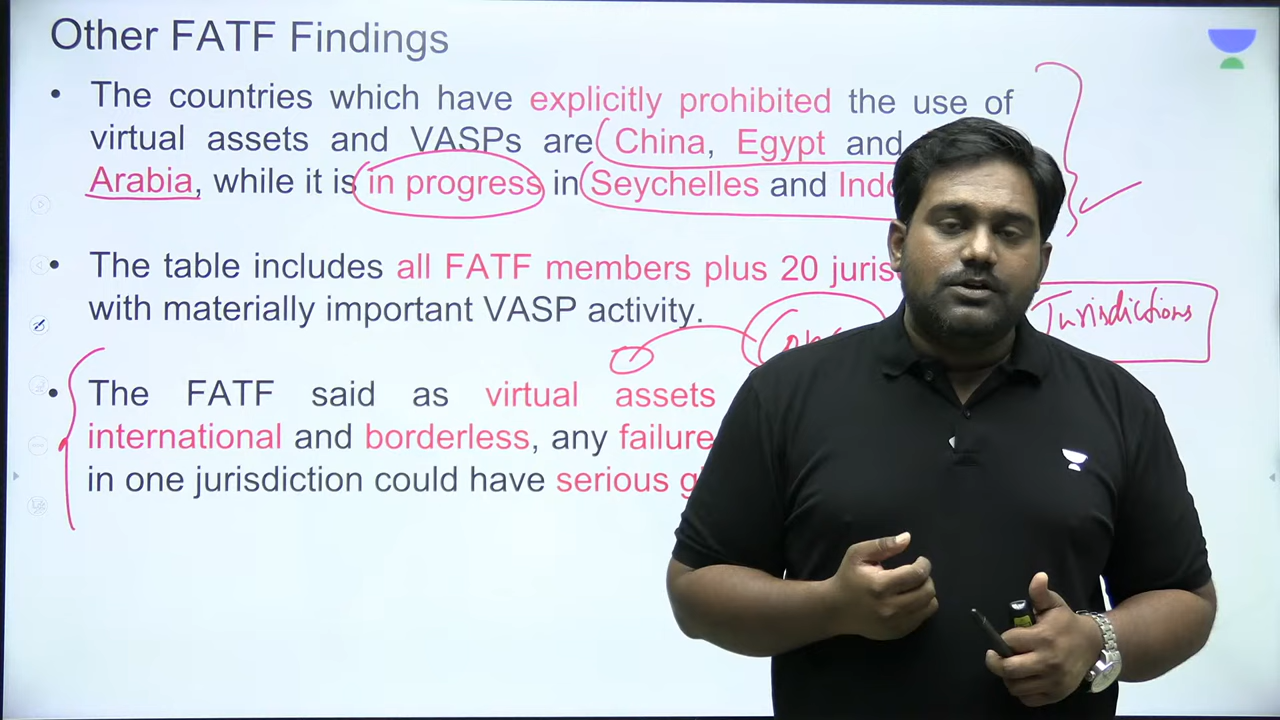 Other FATF Findings
• The countries which have explicitly prohibited the use of
virtual assets and VASPs are China, Egypt and
Arabia, while it is in progress in Seychelles and
• The table includes all FATF members plus 20
with materially important VASP activity.
Jurisdictions
• The FATF said as virtual assets
international and borderless, any failure
in one jurisdiction could have serious